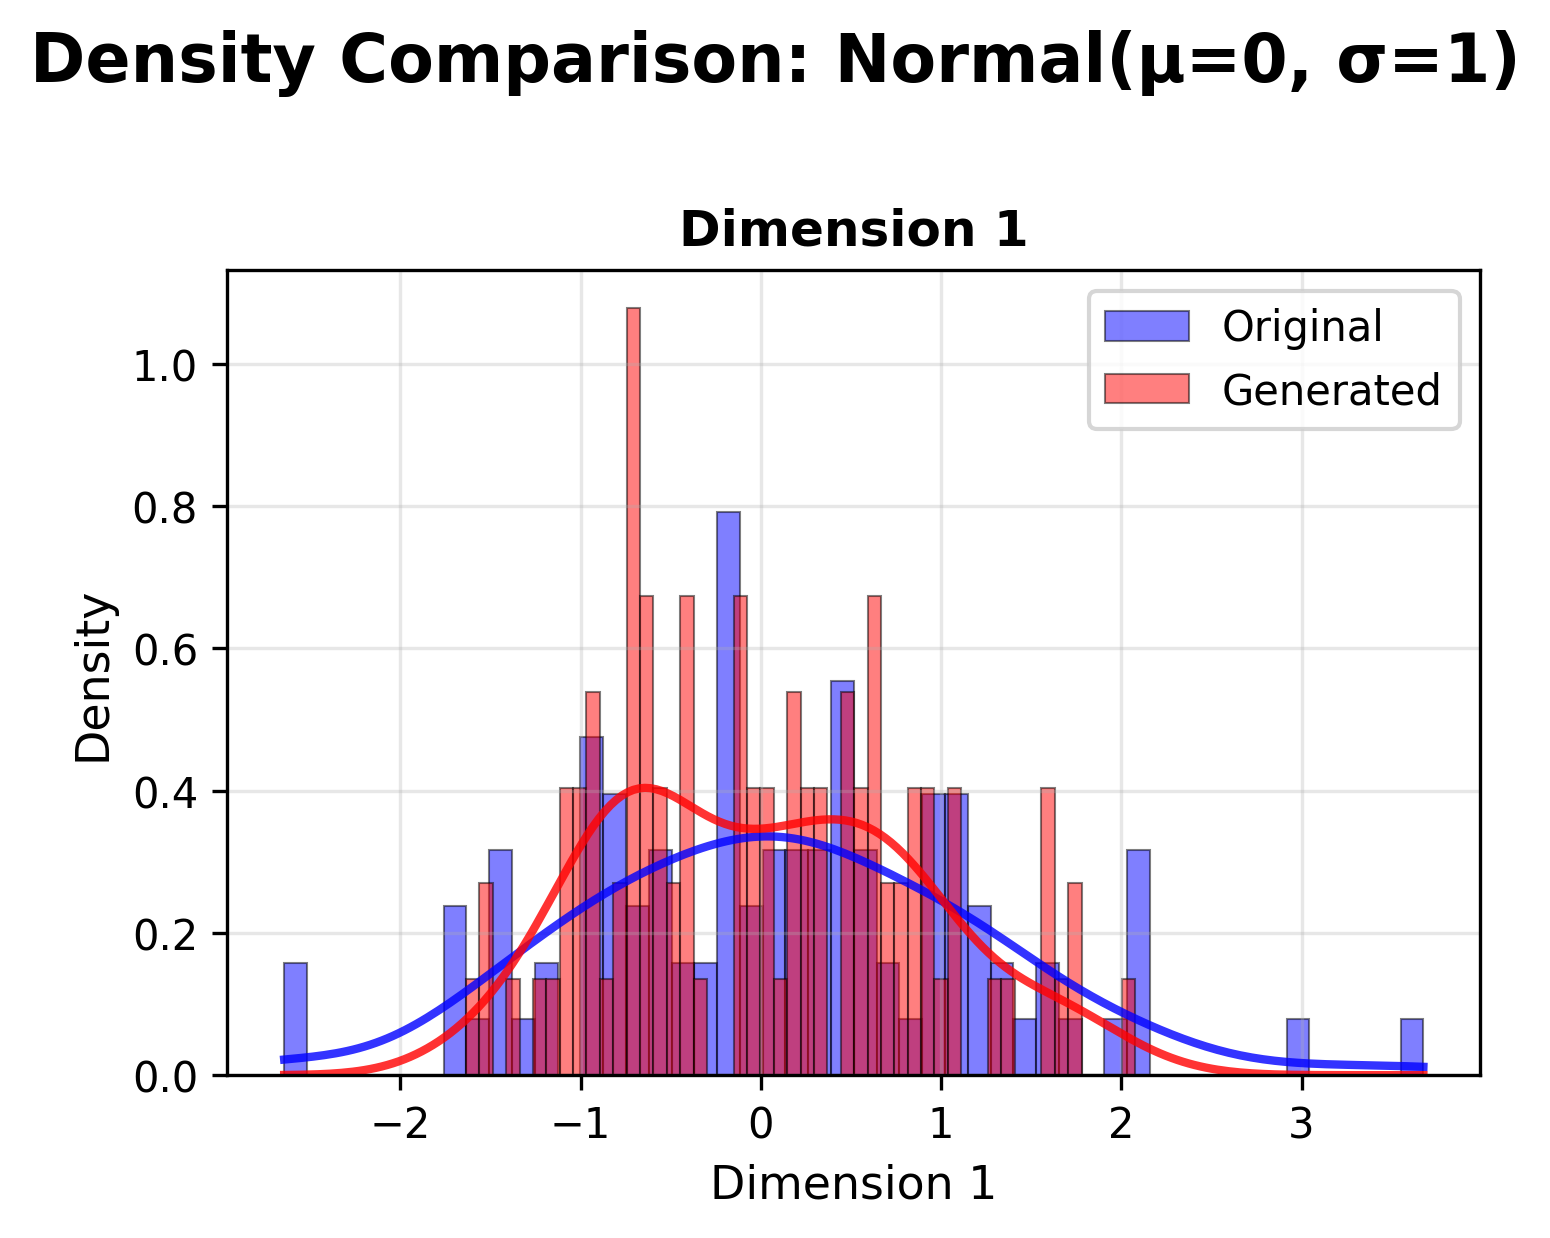 Density Comparison: Normal(μ=0, σ=1)
Dimension 1
Original
Generated
Density
1.0
0.8
0.6
0.4
0.2
0.0
−2
−1
0
1
2
3
Dimension 1